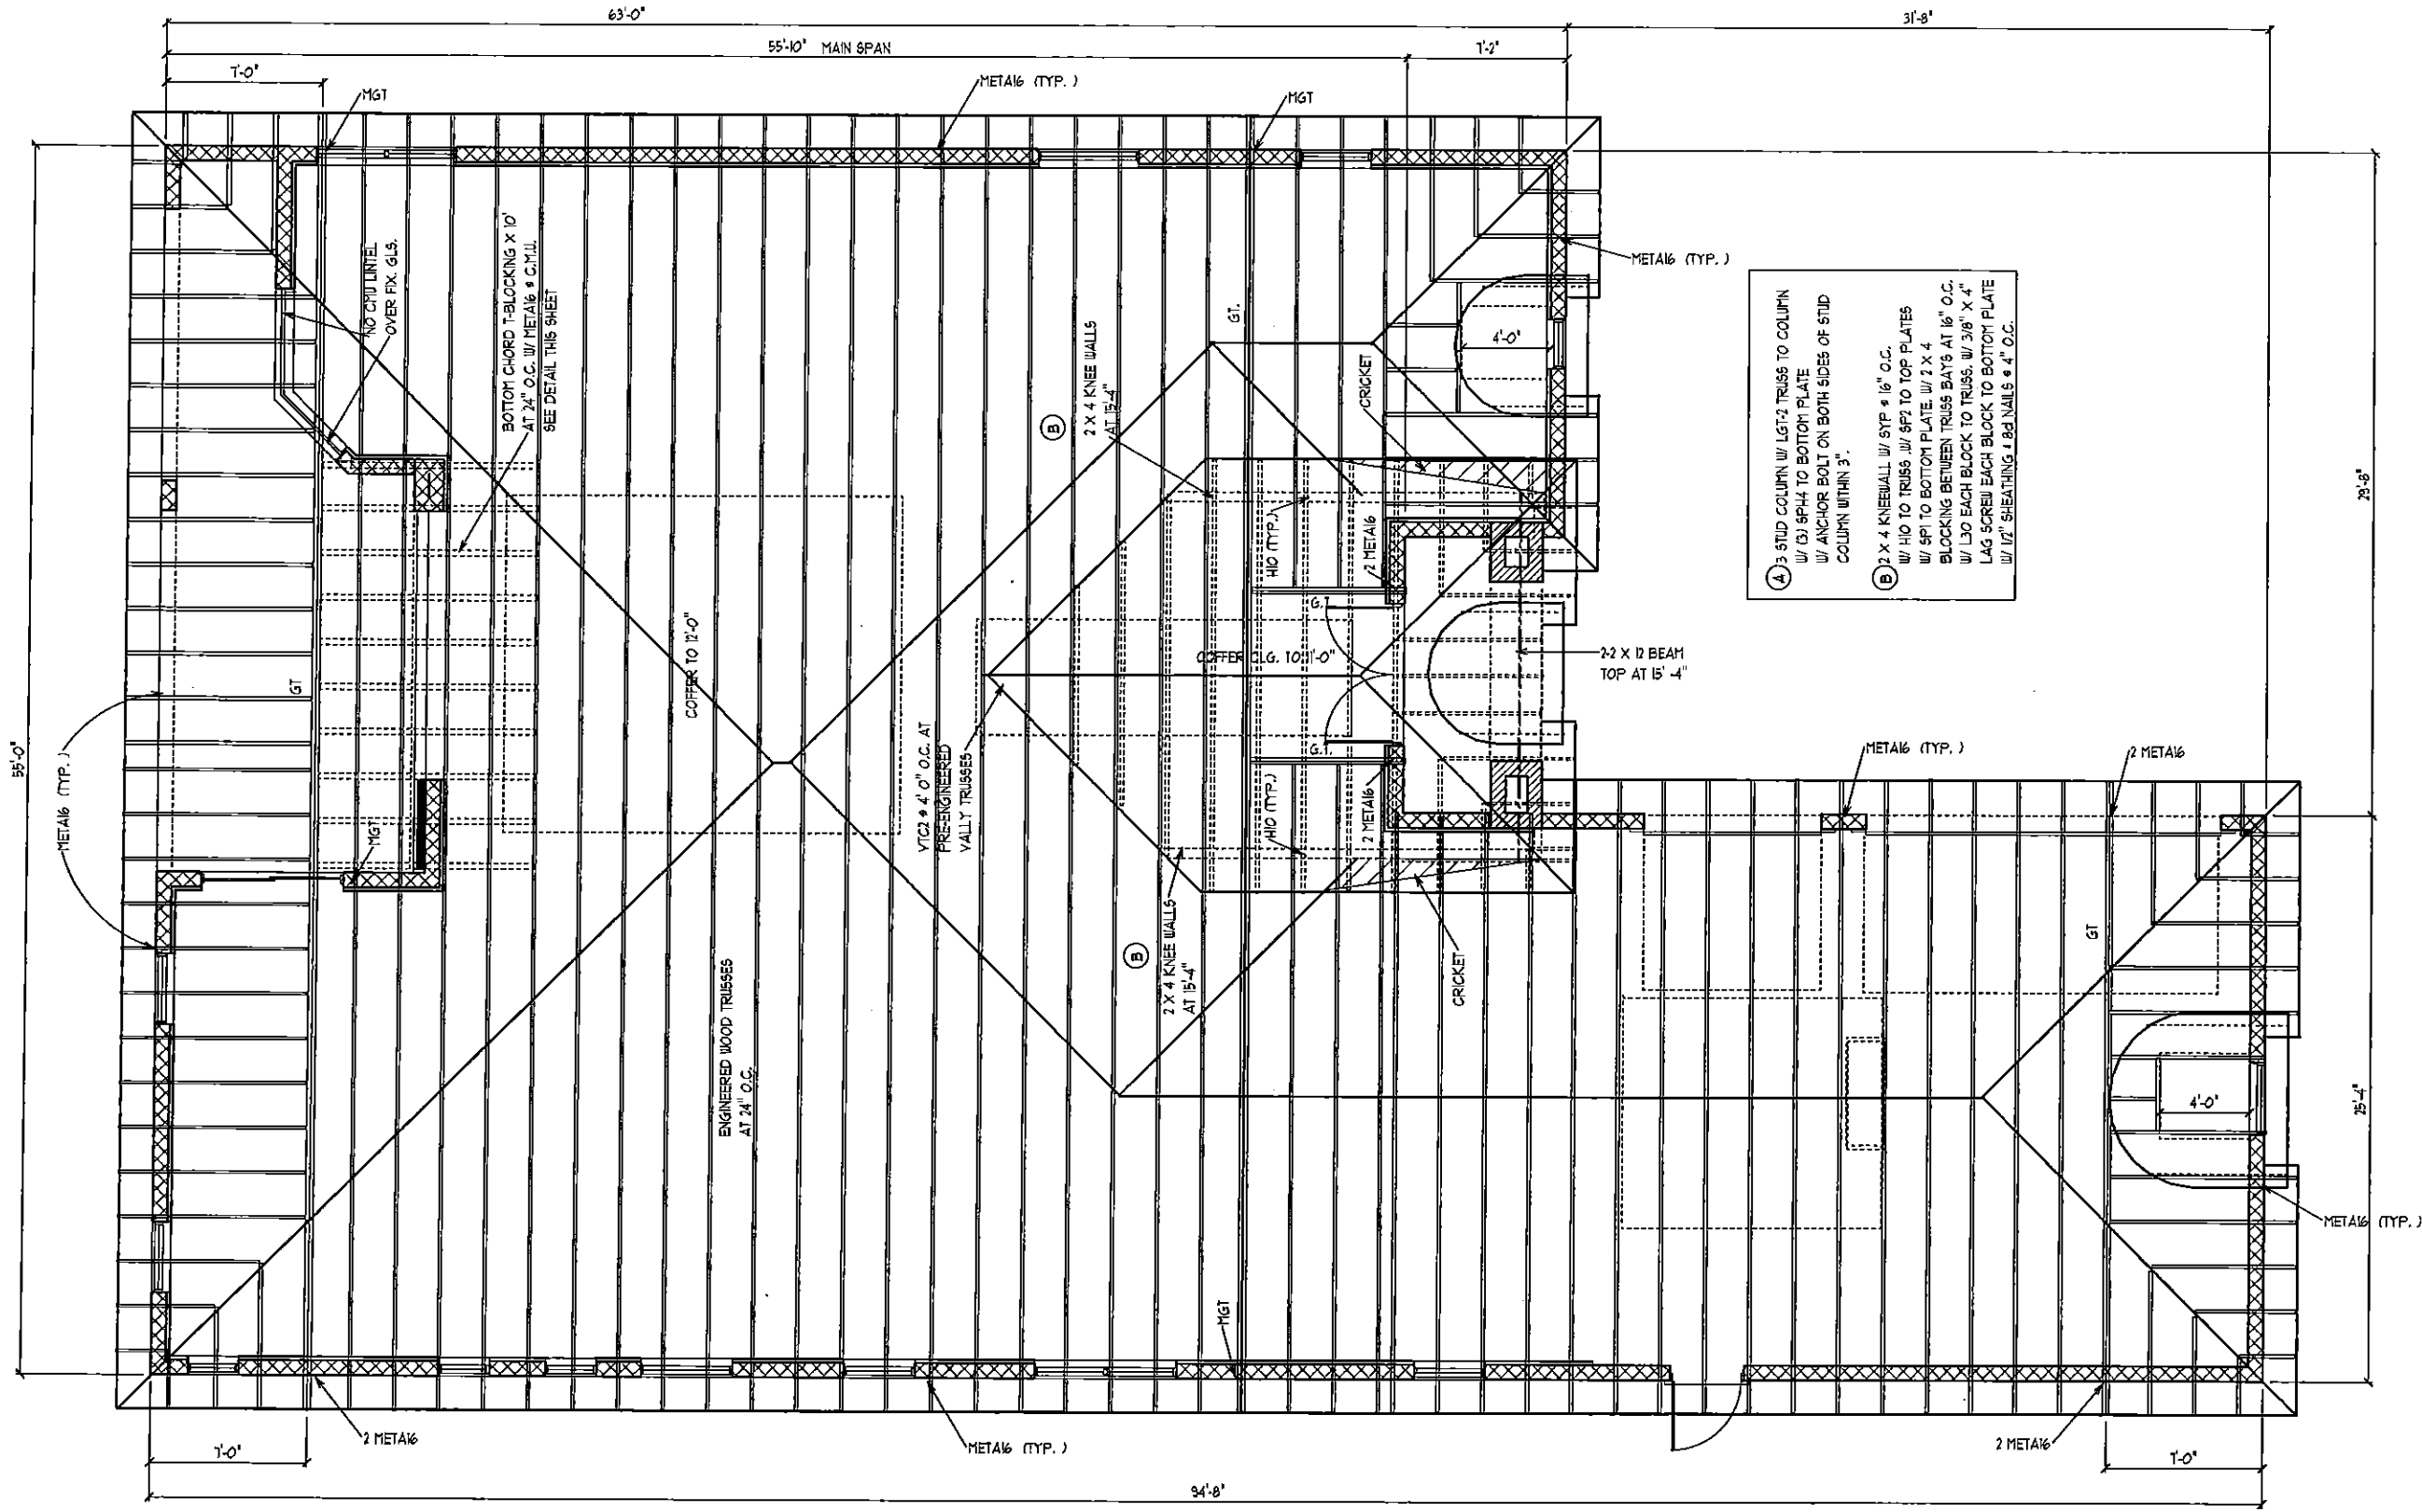 63'-0"
31'-8"
55'-10" MAIN SPAN
7'-2"
7'-0"
MGT
META16 (TYP. )
MGT
META16 (TYP. )
NO CMU LINTEL
OVER FIX. GLS.
BOTTOM CHORD T-BLOCKING X 10'
AT 24" O.C. W/ META16 @ C.M.U.
SEE DETAIL THIS SHEET
GT.
B
2 X 4 KNEE WALLS
AT 15'-4"
CRICKET
4'-0"
A 3 STUD COLUMN W/ LGT-2 TRUSS TO COLUMN
W/ (3) SPH4 TO BOTTOM PLATE
W/ ANCHOR BOLT ON BOTH SIDES OF STUD
COLUMN WITHIN 3".
B 2 X 4 KNEEWALL W/ SYP @ 16" O.C.
W/ H10 TO TRUSS .W/ SP2 TO TOP PLATES
W/ SP1 TO BOTTOM PLATE. W/ 2 X 4
BLOCKING BETWEEN TRUSS BAYS AT 16" O.C.
W/ L30 EACH BLOCK TO TRUSS. W/ 3/8" X 4"
LAG SCREW EACH BLOCK TO BOTTOM PLATE
W/ 1/2" SHEATHING & 8d NAILS @ 4" O.C.
29'-8"
H10 (TYP.)
2 META16
G.T.
COFFER CLG. TO 11'-0"
2-2 X 12 BEAM
TOP AT 15' -4"
GT
COFFER TO 12'-0"
55'-0"
META16 (TYP. )
VTC2 @ 4' 0" O.C. AT
PRE-ENGINEERED
VALLY TRUSSES
G.T.
H10 (TYP.)
2 META16
META16 (TYP. )
2 META16
MGT
B
2 X 4 KNEE WALLS
AT 15'-4"
CRICKET
GT
ENGINEERED WOOD TRUSSES
AT 24" O.C.
4'-0"
25'-4"
META16 (TYP. )
MGT
7'-0"
2 META16
META16 (TYP. )
2 META16
7'-0"
94'-8"